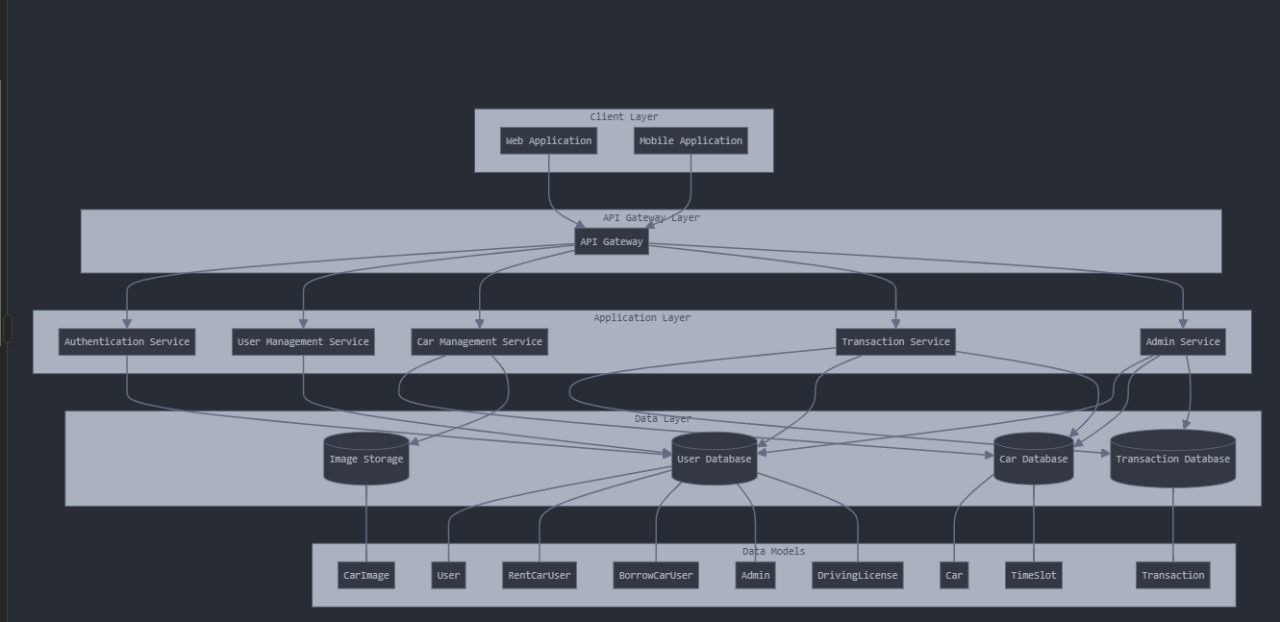 Client Layer
Web Application
Mobile Application
API Gateway Layer
API Gateway
Application Layer
Authentication Service
User Management Service
Car Management Service
Transaction Service
Admin Service
Data Layer
Image Storage
User Database
Car Database
Transaction Database
Data Models
CarImage
User
RentCarUser
BorrowCarUser
Admin
DrivingLicense
Car
TimeSlot
Transaction